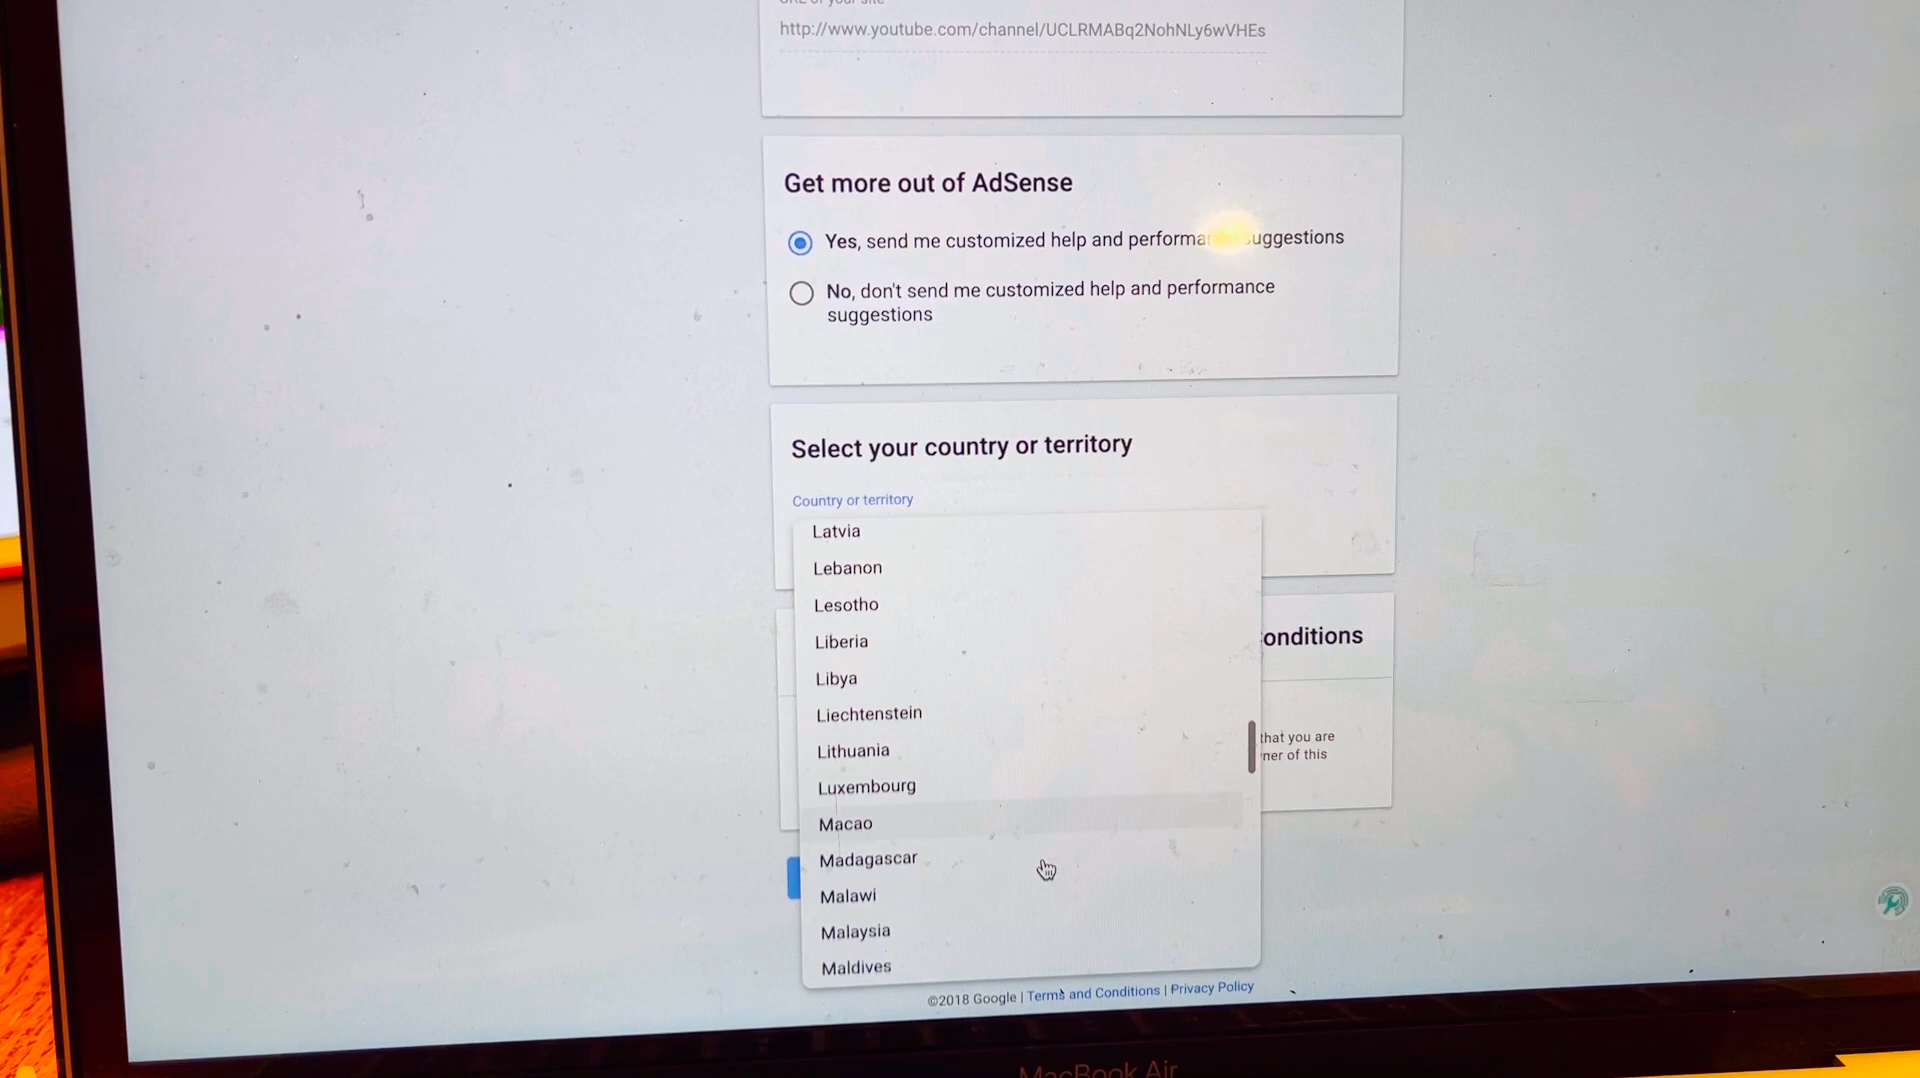 http://www.youtube.com/channel/UCLRMABq2NohNLy6wVHEs
Get more out of AdSense
Yes, send me customized help and performa uggestions
No, don't send me customized help and performance
suggestions
Select your country or territory
Country or territory
Latvia
Lebanon
Lesotho
Liberia
Libya
Liechtenstein
Lithuania
Luxembourg
Macao
Madagascar
Malawi
Malaysia
Maldives
onditions
that you are
ner of this
©2018 Google | Terms and Conditions | Privacy Policy
MacBook Air